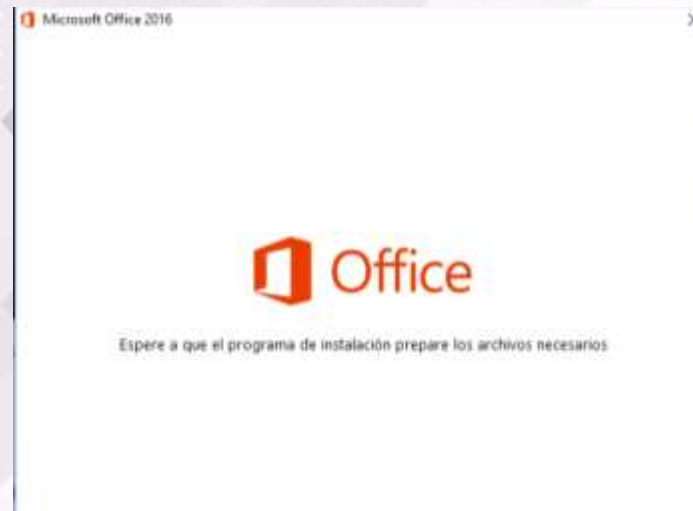 Microsoft Office 2016
Office
Espere a que el programa de instalación prepare los archivos necesarios